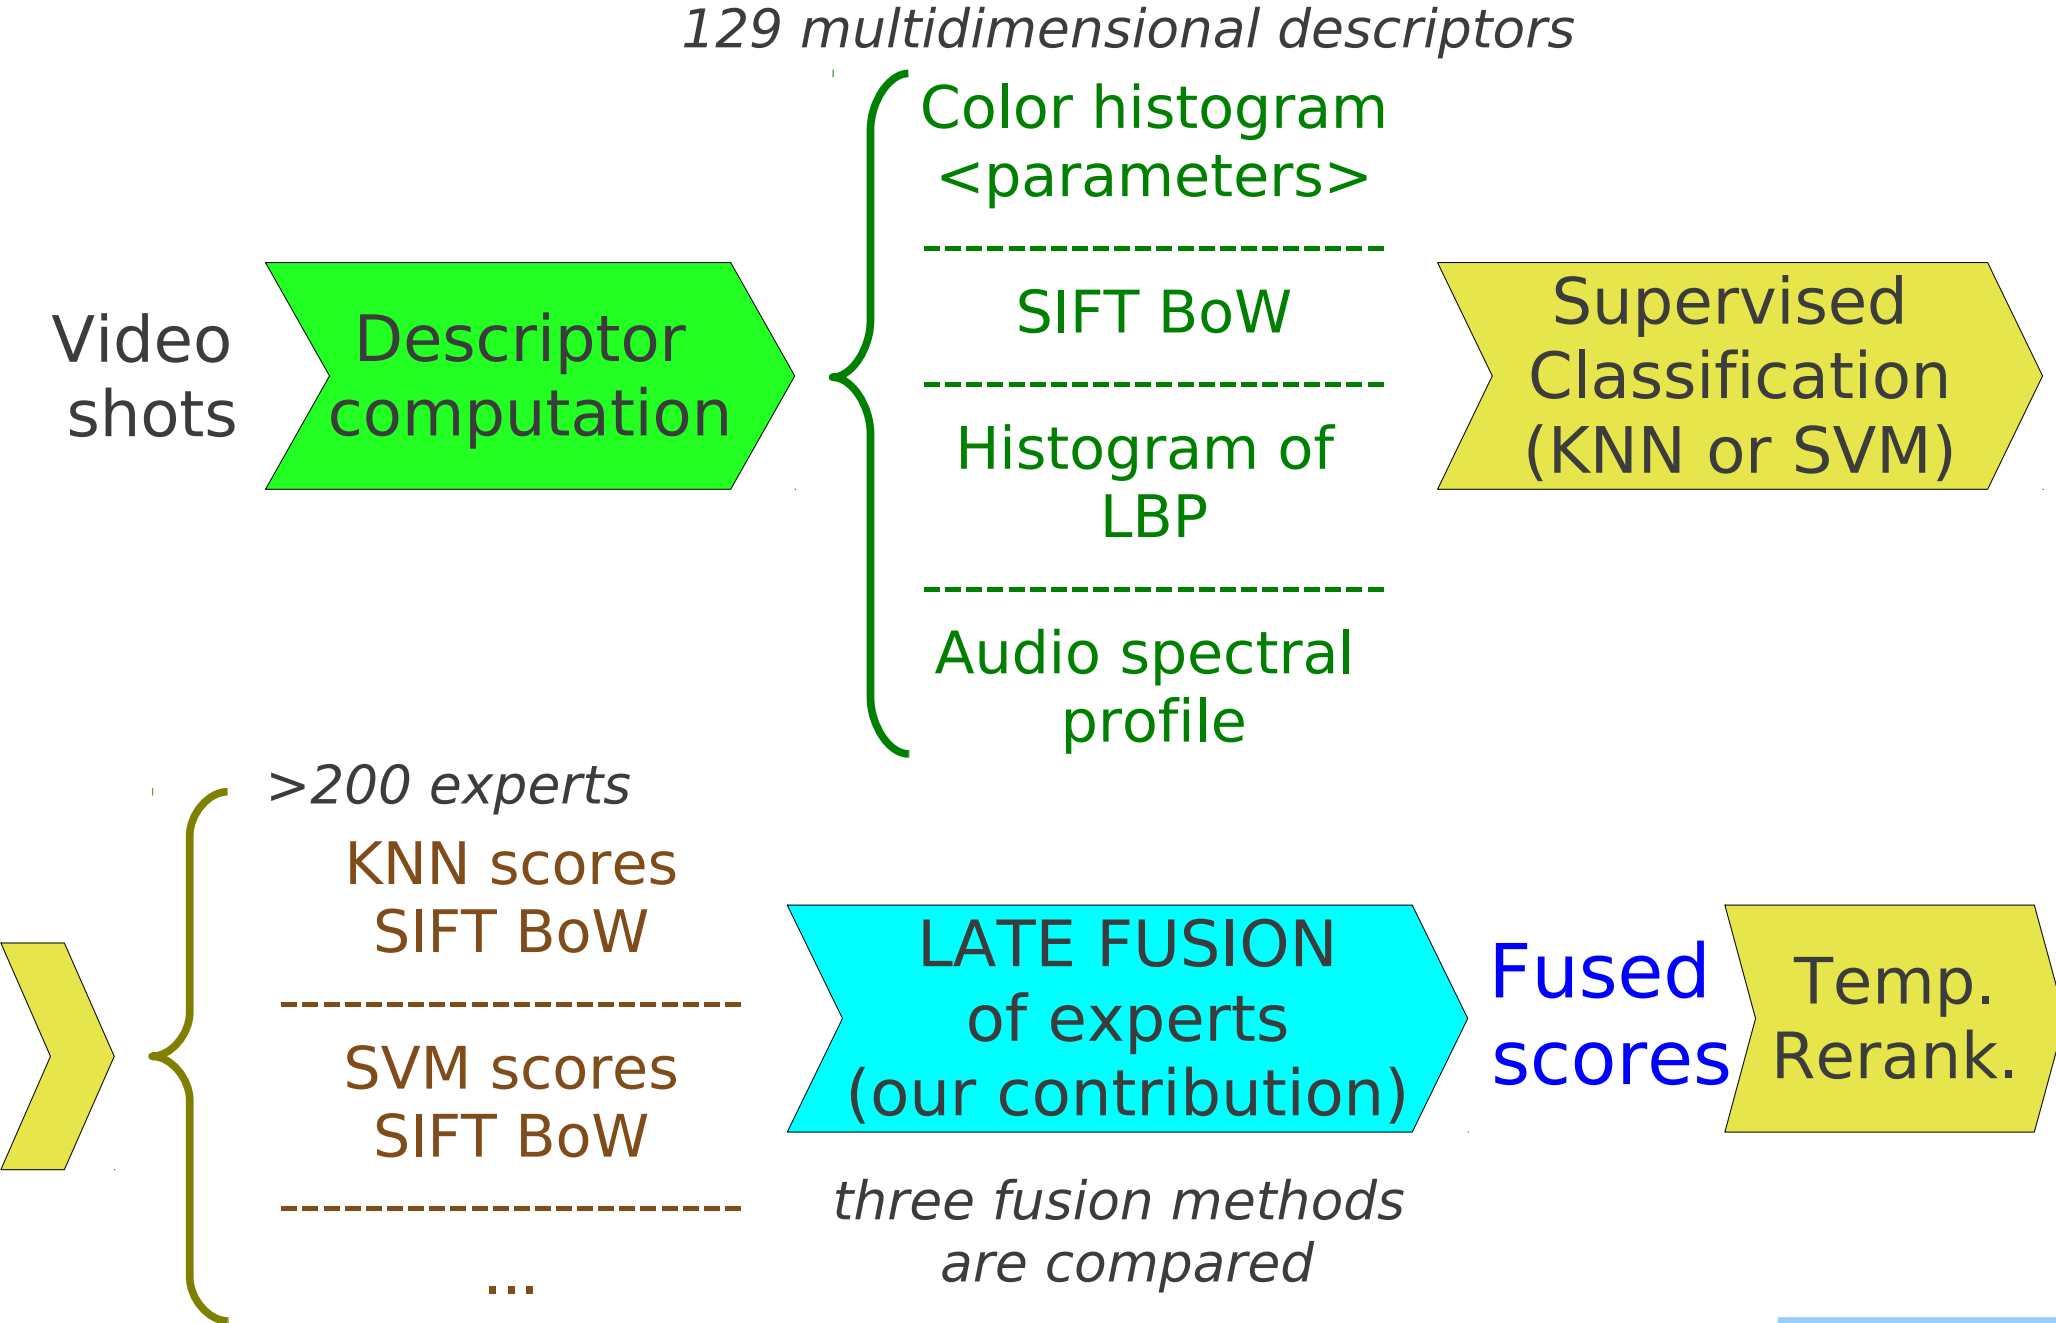 129 multidimensional descriptors
Color histogram
<parameters>
SIFT BoW
Histogram of
LBP
Audio spectral
profile
Video
shots
Descriptor
computation
Supervised
Classification
(KNN or SVM)
>200 experts
KNN scores
SIFT BoW
SVM scores
SIFT BoW
...
LATE FUSION
of experts
(our contribution)
three fusion methods
are compared
Fused
scores
Temp.
Rerank.